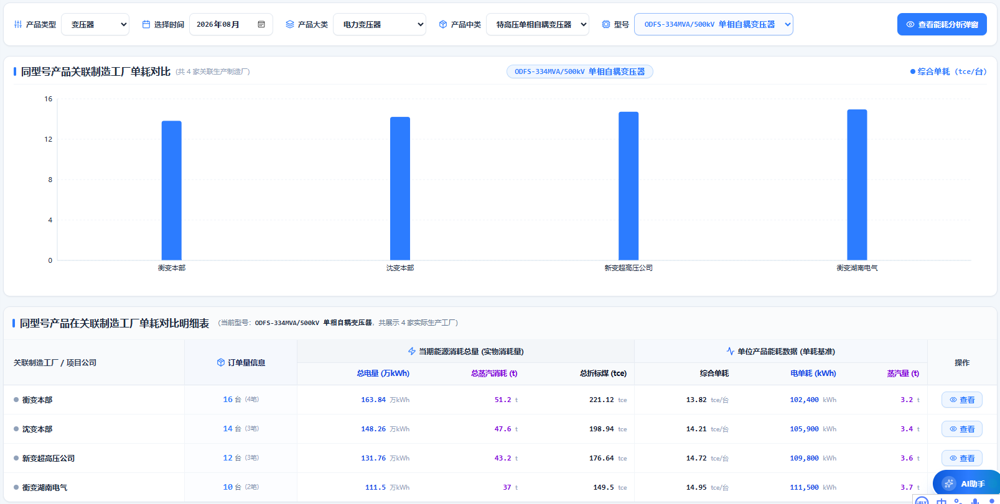 产品类型 变压器 选择时间 2026年08月 产品大类 电力变压器 产品中类 特高压单相自耦变压器 型号 ODFS-334MVA/500kV 单相自耦变压器 查看能耗分析弹窗
同型号产品关联制造工厂单耗对比 (共 4 家关联生产制造厂) ODFS-334MVA/500kV 单相自耦变压器 综合单耗 (tce/台)
16
12
8
4
0
衡变本部 沈变本部 新变超高压公司 衡变湖南电气
同型号产品在关联制造工厂单耗对比明细表 (当前型号: ODFS-334MVA/500kV 单相自耦变压器, 共展示 4 家实际生产工厂)
关联制造工厂 / 项目公司 订单量信息 当期能源消耗总量 (实物消耗量) 单位产品能耗数据 (单耗基准) 操作
总电量 (万kWh) 总蒸汽消耗 (t) 总折标煤 (tce) 综合单耗 电单耗 (kWh) 蒸汽量 (t)
衡变本部 16 台 (4笔) 163.84 万kWh 51.2 t 221.12 tce 13.82 tce/台 102,400 kWh 3.2 t 查看
沈变本部 14 台 (3笔) 148.26 万kWh 47.6 t 198.94 tce 14.21 tce/台 105,900 kWh 3.4 t 查看
新变超高压公司 12 台 (3笔) 131.76 万kWh 43.2 t 176.64 tce 14.72 tce/台 109,800 kWh 3.6 t 查看
衡变湖南电气 10 台 (2笔) 111.5 万kWh 37 t 149.5 tce 14.95 tce/台 111,500 kWh 3.7 t
AI助手